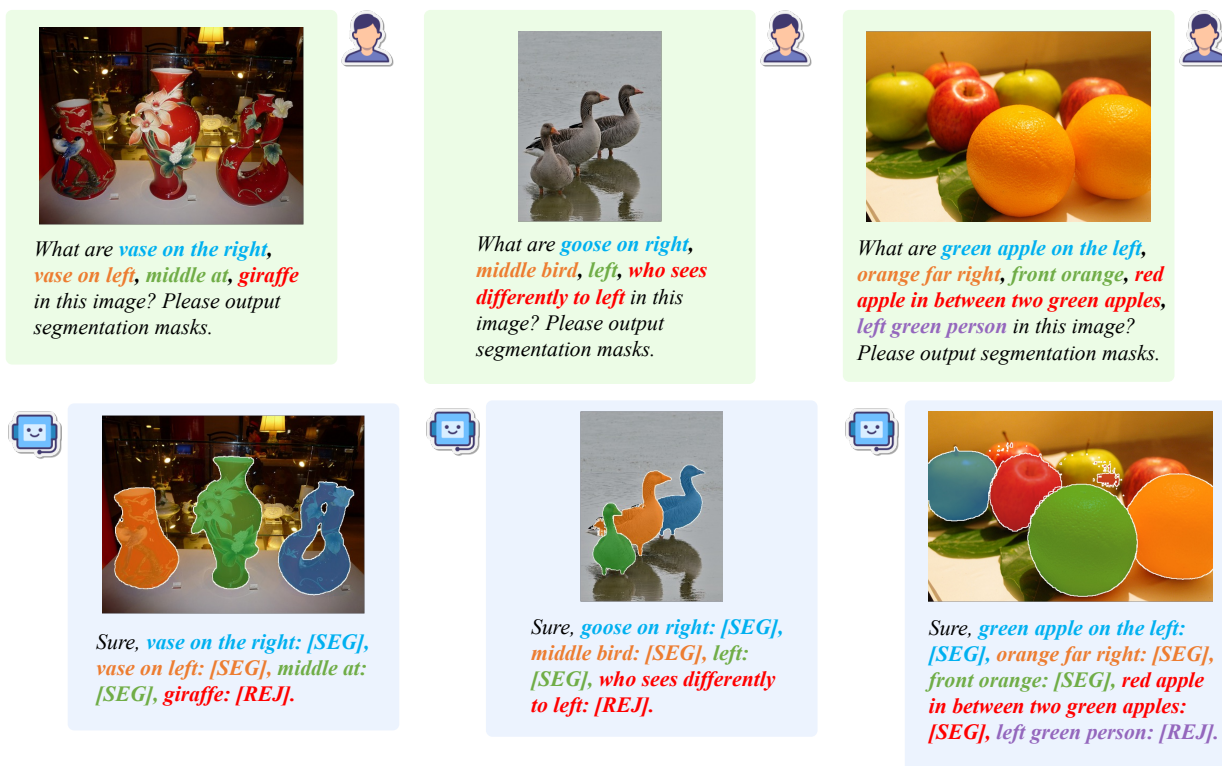 What are vase on the right,
vase on left, middle at, giraffe
in this image? Please output
segmentation masks.
What are goose on right,
middle bird, left, who sees
differently to left in this
image? Please output
segmentation masks.
What are green apple on the left,
orange far right, front orange, red
apple in between two green apples,
left green person in this image?
Please output segmentation masks.
Sure, vase on the right: [SEG],
vase on left: [SEG], middle at:
[SEG], giraffe: [REJ].
Sure, goose on right: [SEG],
middle bird: [SEG], left:
[SEG], who sees differently
to left: [REJ].
Sure, green apple on the left:
[SEG], orange far right: [SEG],
front orange: [SEG], red apple
in between two green apples:
[SEG], left green person: [REJ].